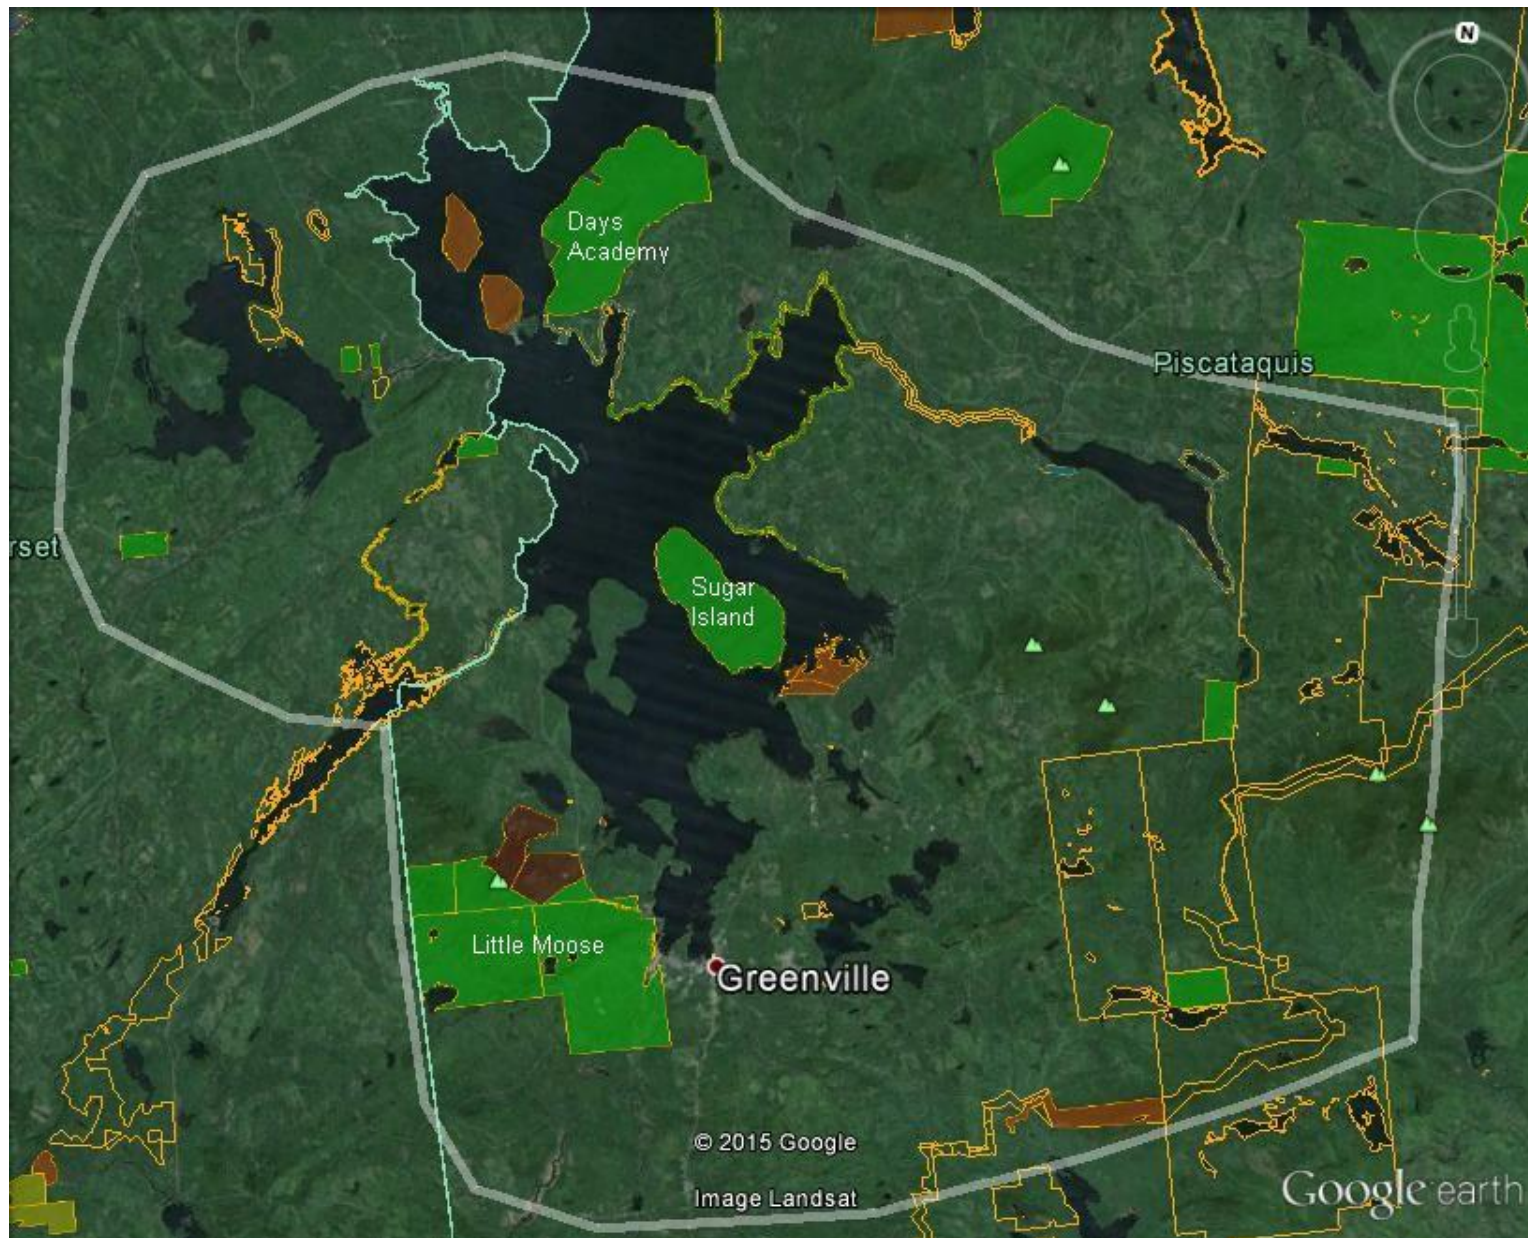 N
Days
Academy
Piscataquis
rset
Sugar
Island
Little Moose
Greenville
© 2015 Google
Image Landsat
Google earth